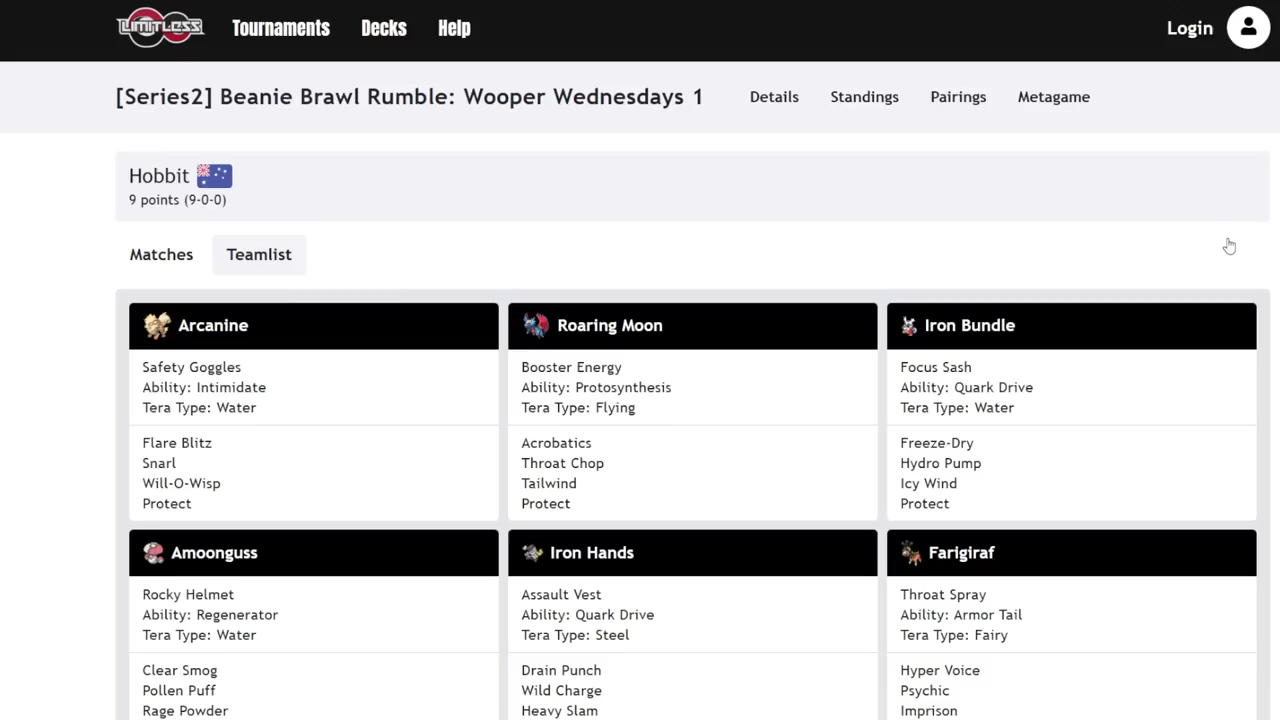 LIMITLESS
Tournaments
Decks
Help
Login
[Series2] Beanie Brawl Rumble: Wooper Wednesdays 1
Details
Standings
Pairings
Metagame
Hobbit
9 points (9-0-0)
Matches
Teamlist
Arcanine
Safety Goggles
Ability: Intimidate
Tera Type: Water
Flare Blitz
Snarl
Will-O-Wisp
Protect
Roaring Moon
Booster Energy
Ability: Protosynthesis
Tera Type: Flying
Acrobatics
Throat Chop
Tailwind
Protect
Iron Bundle
Focus Sash
Ability: Quark Drive
Tera Type: Water
Freeze-Dry
Hydro Pump
Icy Wind
Protect
Amoonguss
Rocky Helmet
Ability: Regenerator
Tera Type: Water
Clear Smog
Pollen Puff
Rage Powder
Iron Hands
Assault Vest
Ability: Quark Drive
Tera Type: Steel
Drain Punch
Wild Charge
Heavy Slam
Farigiraf
Throat Spray
Ability: Armor Tail
Tera Type: Fairy
Hyper Voice
Psychic
Imprison